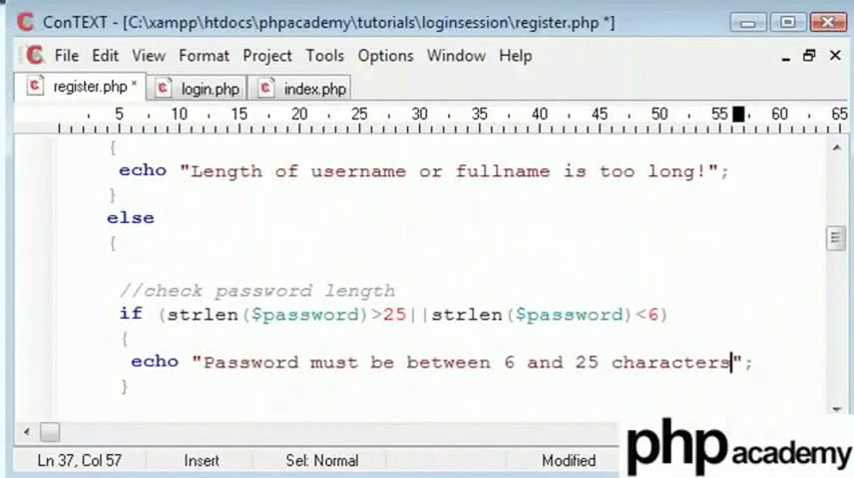 ConTEXT - [C:\xampp\htdocs\phpacademy\tutorials\loginsession\register.php *]
File Edit View Format Project Tools Options Window Help
register.php * login.php index.php
5 10 15 20 25 30 35 40 45 50 55 60 65
{
echo "Length of username or fullname is too long!";
}
else
{
//check password length
if (strlen($password)>25||strlen($password)<6)
{
echo "Password must be between 6 and 25 characters";
}
Ln 37, Col 57 Insert Sel: Normal Modified
php academy